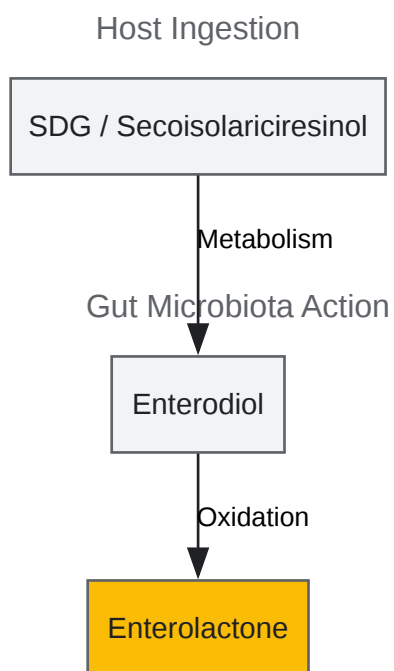 Host Ingestion
SDG / Secoisolariciresinol
Metabolism
Gut Microbiota Action
Enterodiol
Oxidation
Enterolactone